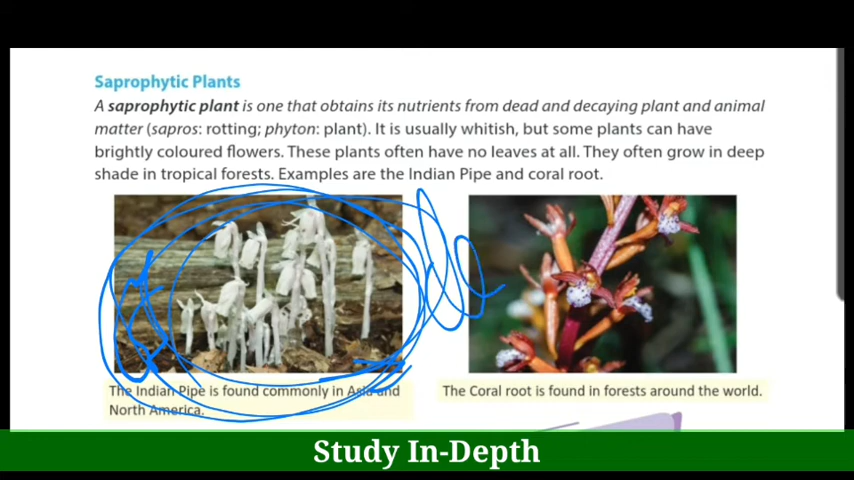 Saprophytic Plants
A saprophytic plant is one that obtains its nutrients from dead and decaying plant and animal
matter (sapros: rotting; phyton: plant). It is usually whitish, but some plants can have
brightly coloured flowers. These plants often have no leaves at all. They often grow in deep
shade in tropical forests. Examples are the Indian Pipe and coral root.
The Indian Pipe is found commonly in Asia and
North America.
The Coral root is found in forests around the world.
Study In-Depth